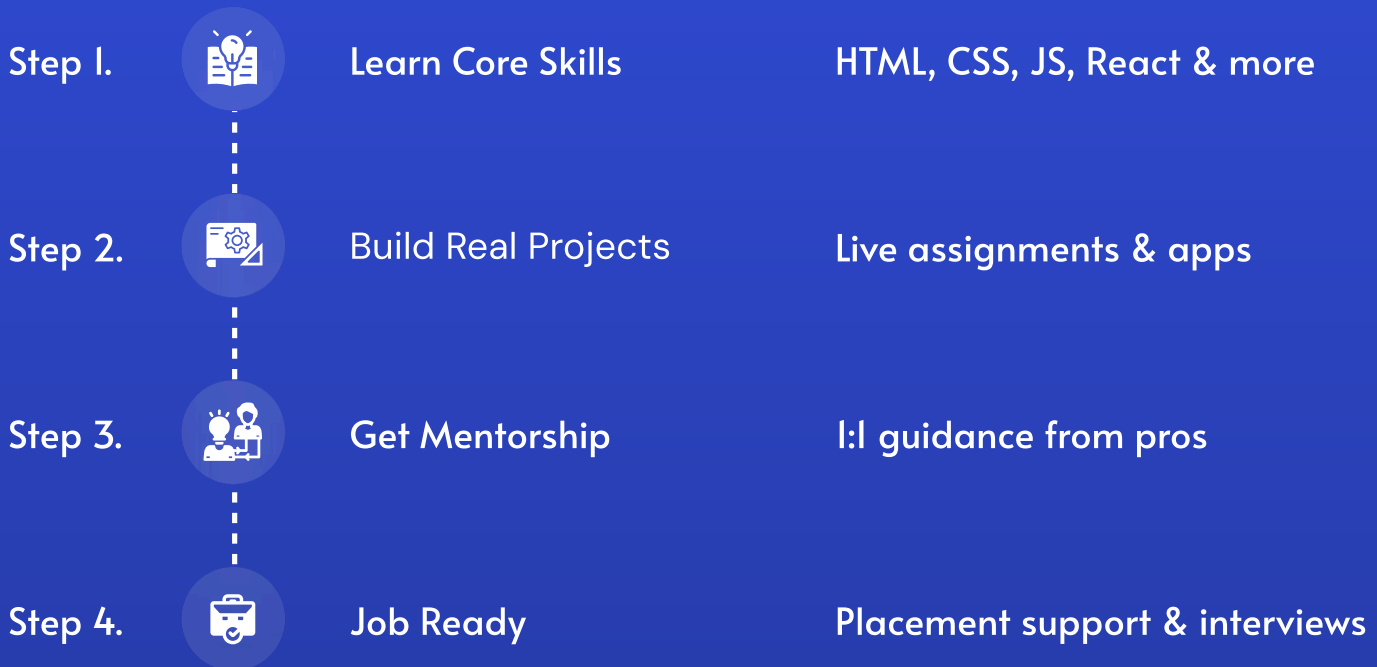 Step 1. Learn Core Skills HTML, CSS, JS, React & more
Step 2. Build Real Projects Live assignments & apps
Step 3. Get Mentorship 1:1 guidance from pros
Step 4. Job Ready Placement support & interviews